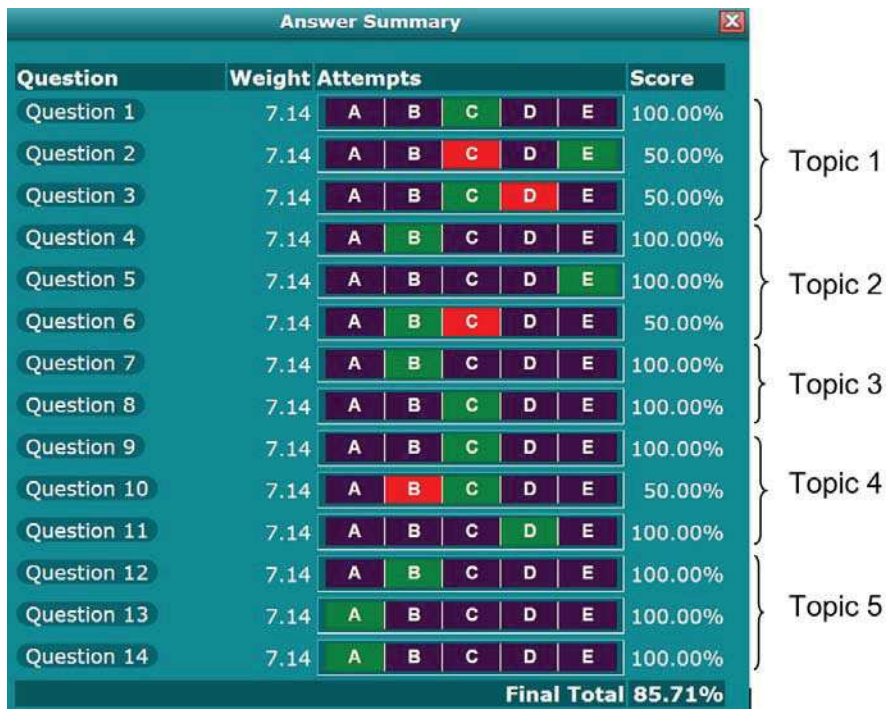 Answer Summary X
Question Weight Attempts Score
Question 1 7.14 A B C D E 100.00%
Question 2 7.14 A B C D E 50.00%
Topic 1
Question 3 7.14 A B C D E 50.00%
Question 4 7.14 A B C D E 100.00%
Question 5 7.14 A B C D E 100.00%
Topic 2
Question 6 7.14 A B C D E 50.00%
Question 7 7.14 A B C D E 100.00%
Topic 3
Question 8 7.14 A B C D E 100.00%
Question 9 7.14 A B C D E 100.00%
Question 10 7.14 A B C D E 50.00%
Topic 4
Question 11 7.14 A B C D E 100.00%
Question 12 7.14 A B C D E 100.00%
Question 13 7.14 A B C D E 100.00%
Topic 5
Question 14 7.14 A B C D E 100.00%
Final Total 85.71%